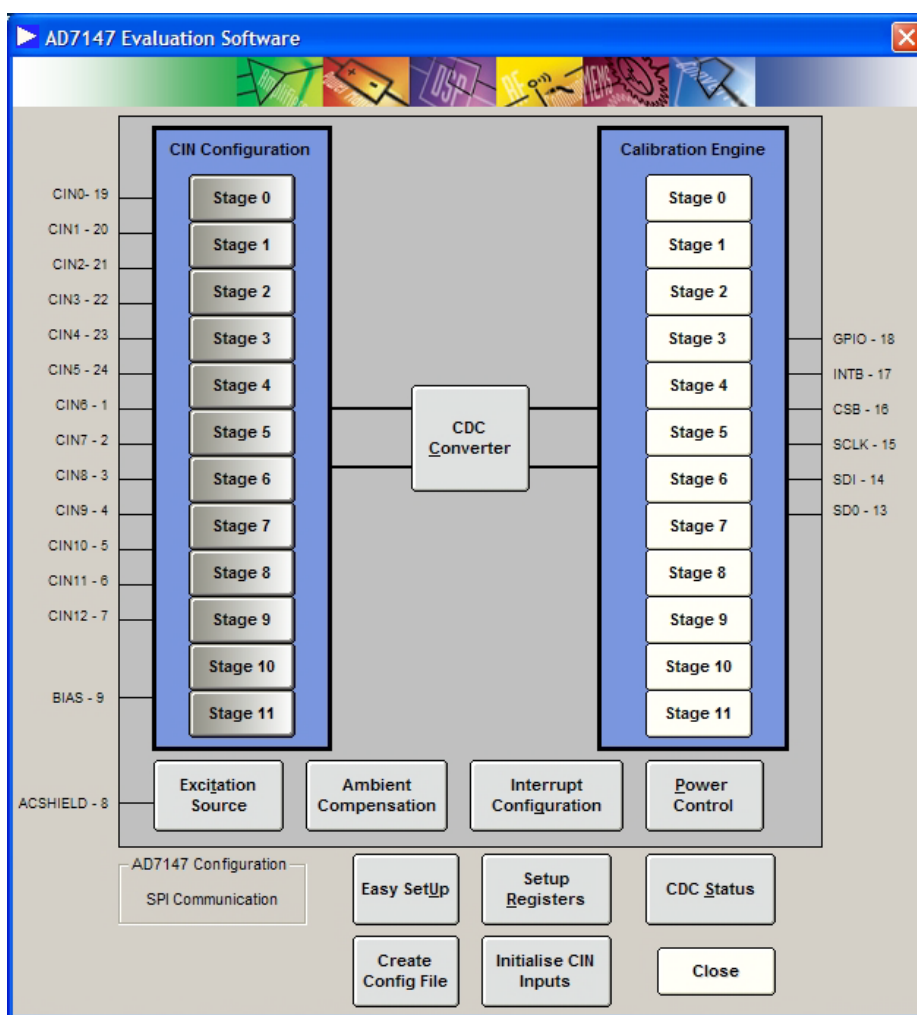 AD7147 Evaluation Software
Amplifiers
Power
DSP
RF
MEMS
CIN Configuration
Stage 0
Stage 1
Stage 2
Stage 3
Stage 4
Stage 5
Stage 6
Stage 7
Stage 8
Stage 9
Stage 10
Stage 11
CIN0- 19
CIN1 - 20
CIN2- 21
CIN3 - 22
CIN4 - 23
CIN5 - 24
CIN6 - 1
CIN7 - 2
CIN8 - 3
CIN9 - 4
CIN10 - 5
CIN11 - 6
CIN12 - 7
BIAS - 9
ACSHIELD - 8
CDC
Converter
Calibration Engine
Stage 0
Stage 1
Stage 2
Stage 3
Stage 4
Stage 5
Stage 6
Stage 7
Stage 8
Stage 9
Stage 10
Stage 11
GPIO - 18
INTB - 17
CSB - 16
SCLK - 15
SDI - 14
SD0 - 13
Excitation
Source
Ambient
Compensation
Interrupt
Configuration
Power
Control
AD7147 Configuration
SPI Communication
Easy SetUp
Setup
Registers
CDC Status
Create
Config File
Initialise CIN
Inputs
Close